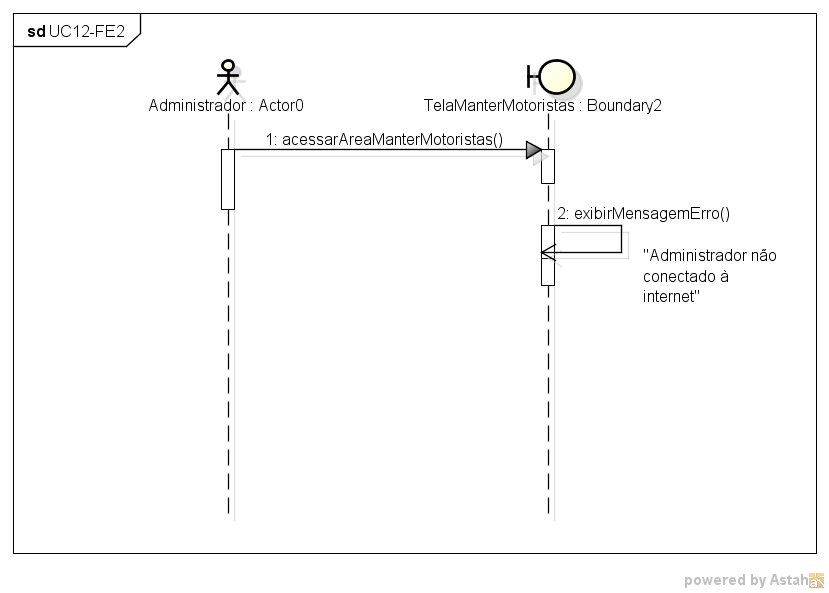 sd UC12-FE2
Administrador : Actor0
TelaManterMotoristas : Boundary2
1: acessarAreaManterMotoristas()
2: exibirMensagemErro()
"Administrador não
conectado à
internet"
powered by Astah